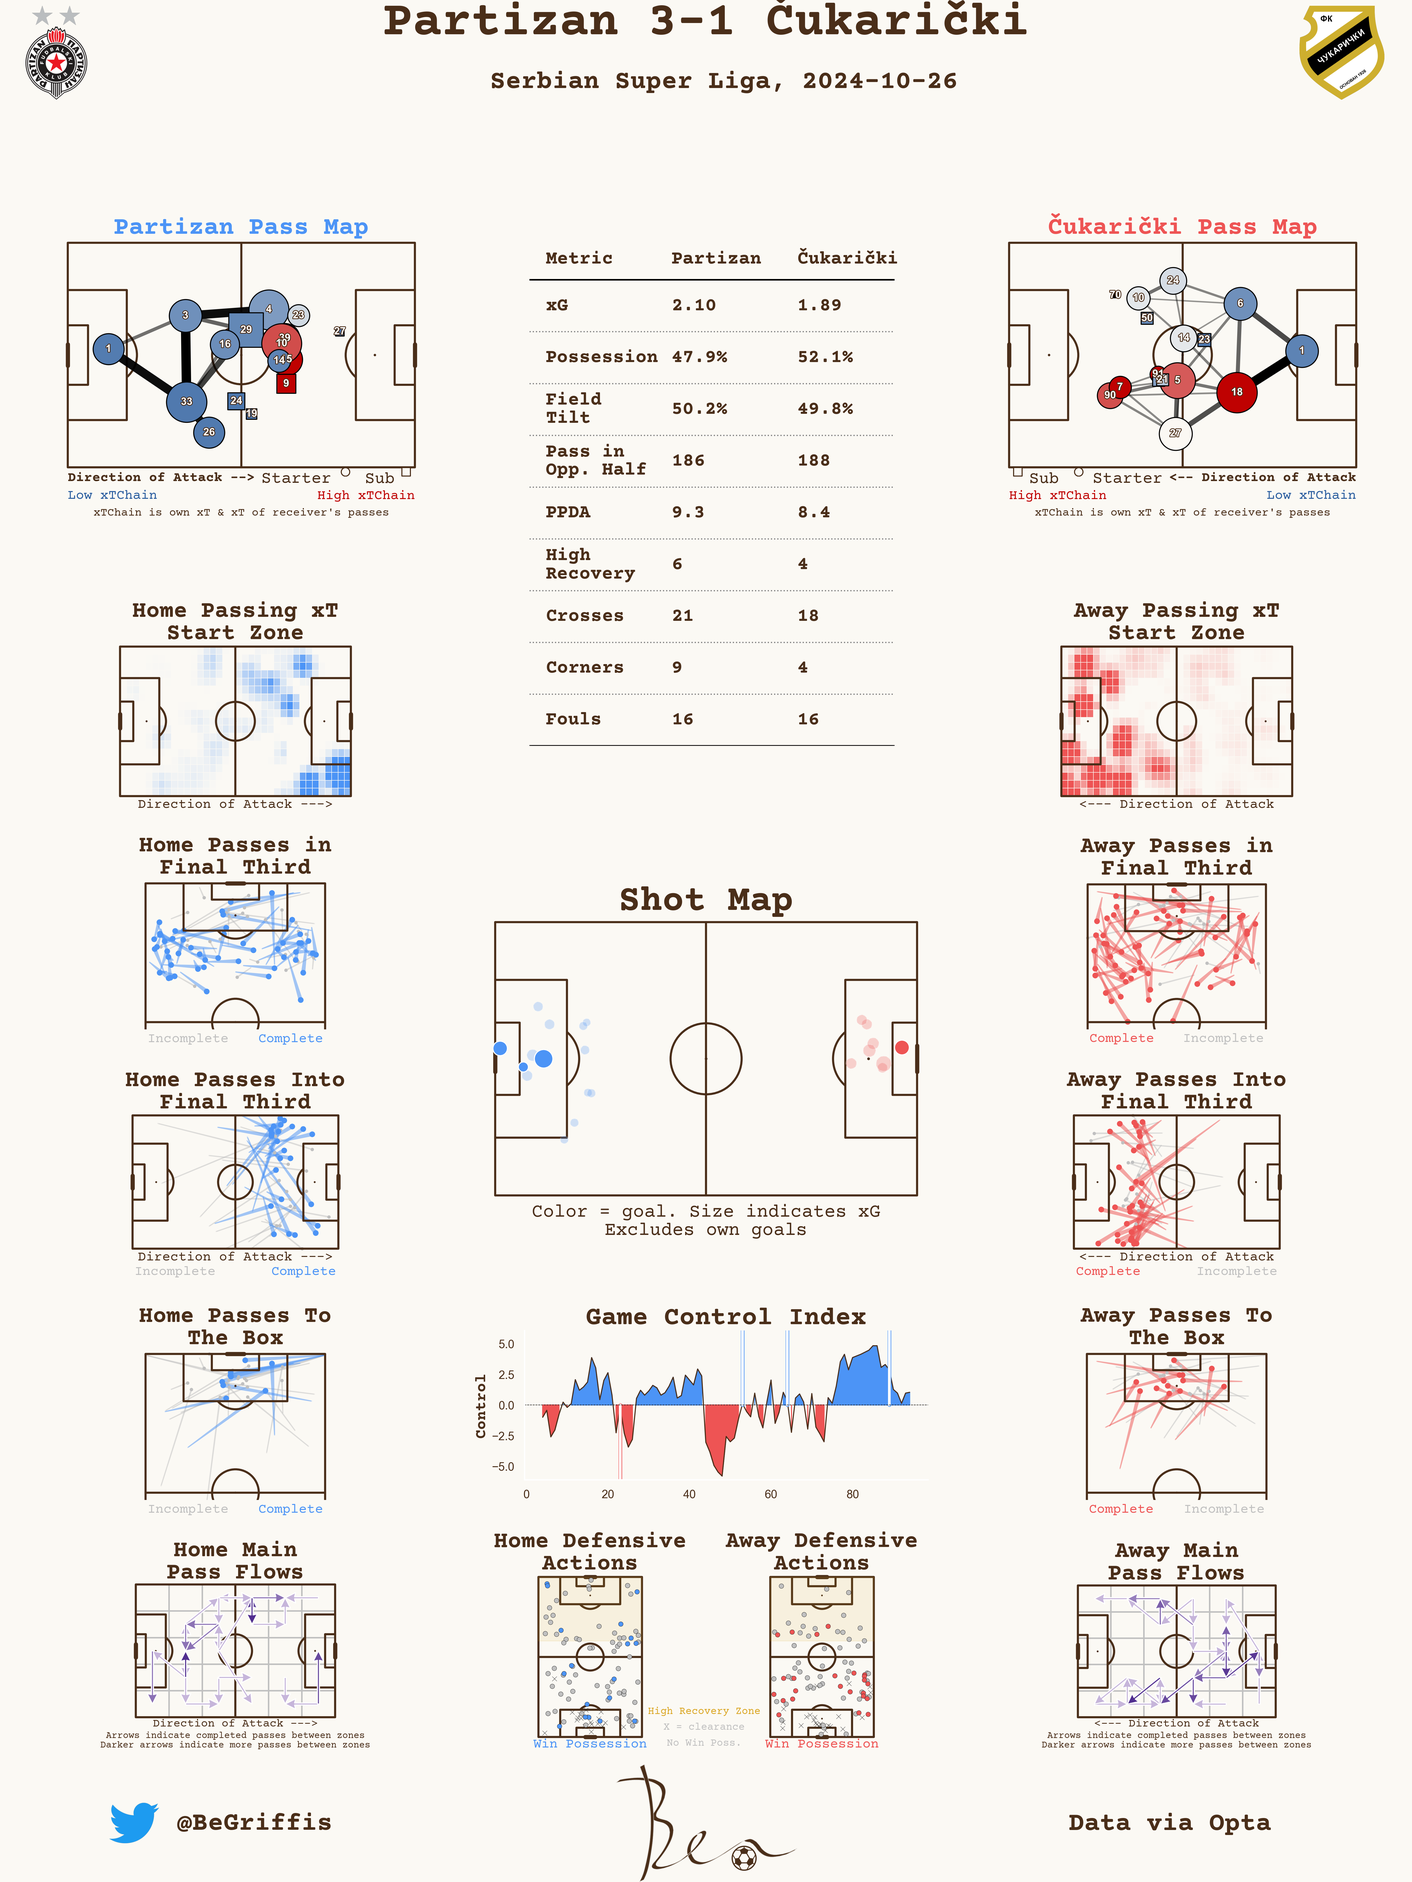 Partizan 3-1 Čukarički
Serbian Super Liga, 2024-10-26
PARTIZAN ПАРТИЗАН
FUDBALSKI KLUB
ФК
ЧУКАРИЧКИ
ОСНОВАН 1926
Partizan Pass Map
1
3
33
26
16
29
4
23
39
10
14
5
9
24
19
27
Direction of Attack --> Starter Sub
Low xTChain High xTChain
xTChain is own xT & xT of receiver's passes
Metric Partizan Čukarički
xG 2.10 1.89
Possession 47.9% 52.1%
Field
Tilt 50.2% 49.8%
Pass in
Opp. Half 186 188
PPDA 9.3 8.4
High
Recovery 6 4
Crosses 21 18
Corners 9 4
Fouls 16 16
Čukarički Pass Map
24
70
10
50
6
14
23
1
91
21
5
7
90
18
27
Sub Starter <-- Direction of Attack
High xTChain Low xTChain
xTChain is own xT & xT of receiver's passes
Home Passing xT
Start Zone
Direction of Attack --->
Away Passing xT
Start Zone
<--- Direction of Attack
Home Passes in
Final Third
Incomplete Complete
Away Passes in
Final Third
Complete Incomplete
Shot Map
Color = goal. Size indicates xG
Excludes own goals
Home Passes Into
Final Third
Direction of Attack --->
Incomplete Complete
Away Passes Into
Final Third
<--- Direction of Attack
Complete Incomplete
Home Passes To
The Box
Incomplete Complete
Game Control Index
Control
5.0
2.5
0.0
−2.5
−5.0
0 20 40 60 80
Away Passes To
The Box
Complete Incomplete
Home Main
Pass Flows
Direction of Attack --->
Arrows indicate completed passes between zones
Darker arrows indicate more passes between zones
Home Defensive
Actions
Win Possession
Away Defensive
Actions
Win Possession
High Recovery Zone
X = clearance
No Win Poss.
Away Main
Pass Flows
<--- Direction of Attack
Arrows indicate completed passes between zones
Darker arrows indicate more passes between zones
@BeGriffis
Ben
Data via Opta